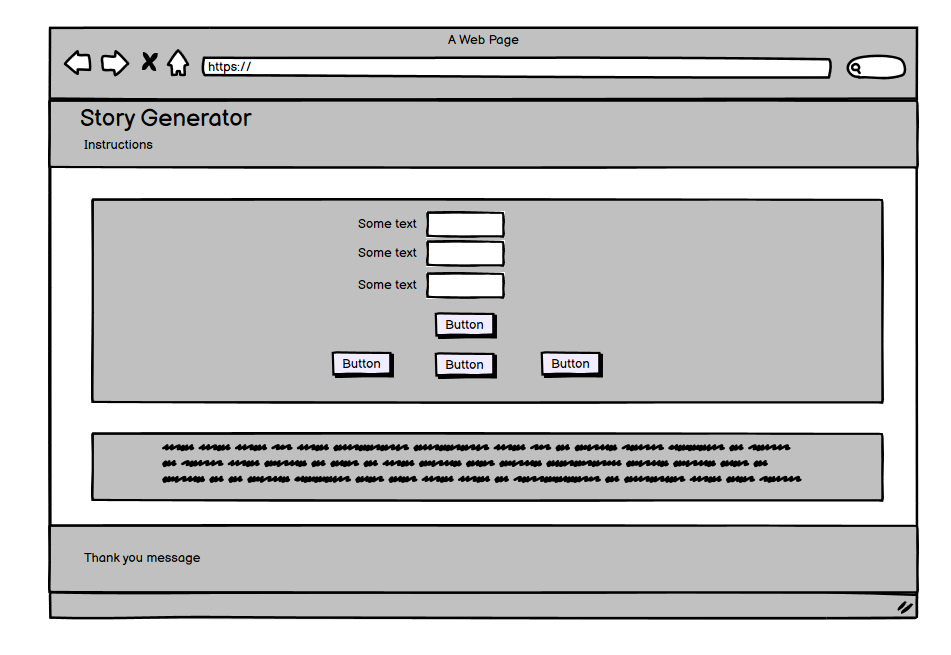 A Web Page
https://
Story Generator
Instructions
Some text
Some text
Some text
Button
Button Button Button
Thank you message